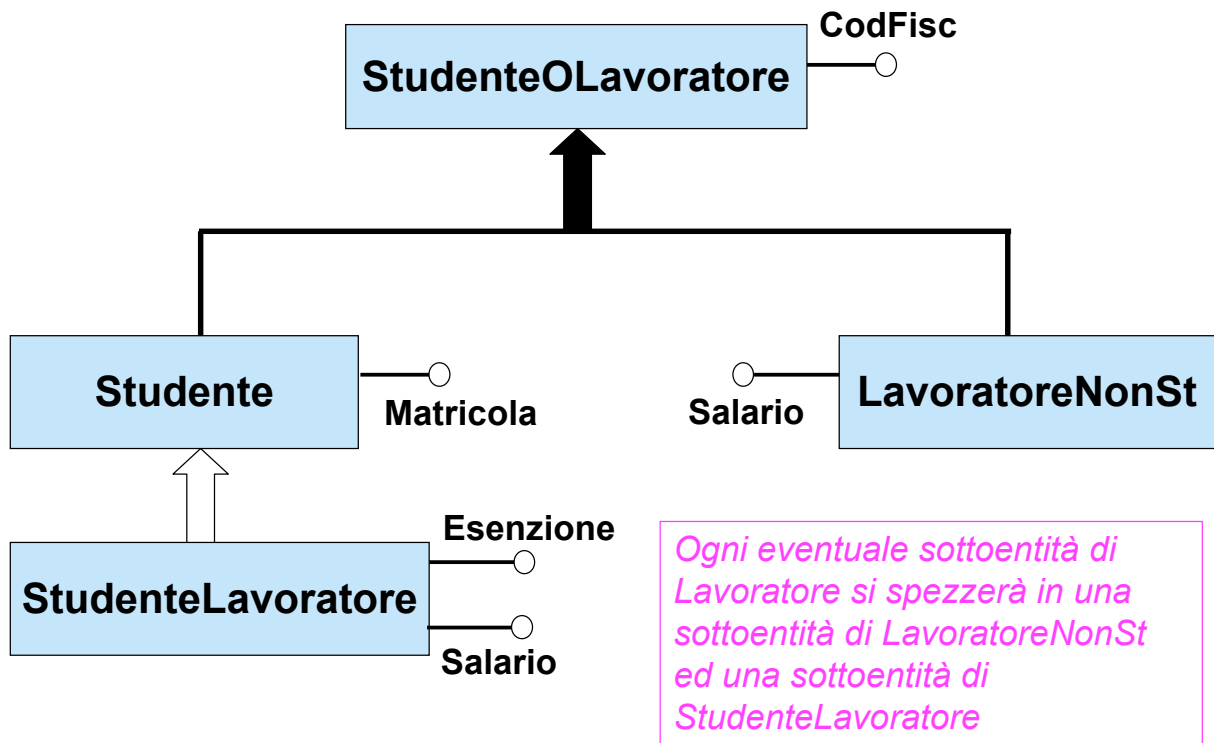 CodFisc
StudenteOLavoratore
Studente
Matricola
Salario
LavoratoreNonSt
StudenteLavoratore
Esenzione
Salario
Ogni eventuale sottoentità di
Lavoratore si spezzerà in una
sottoentità di LavoratoreNonSt
ed una sottoentità di
StudenteLavoratore